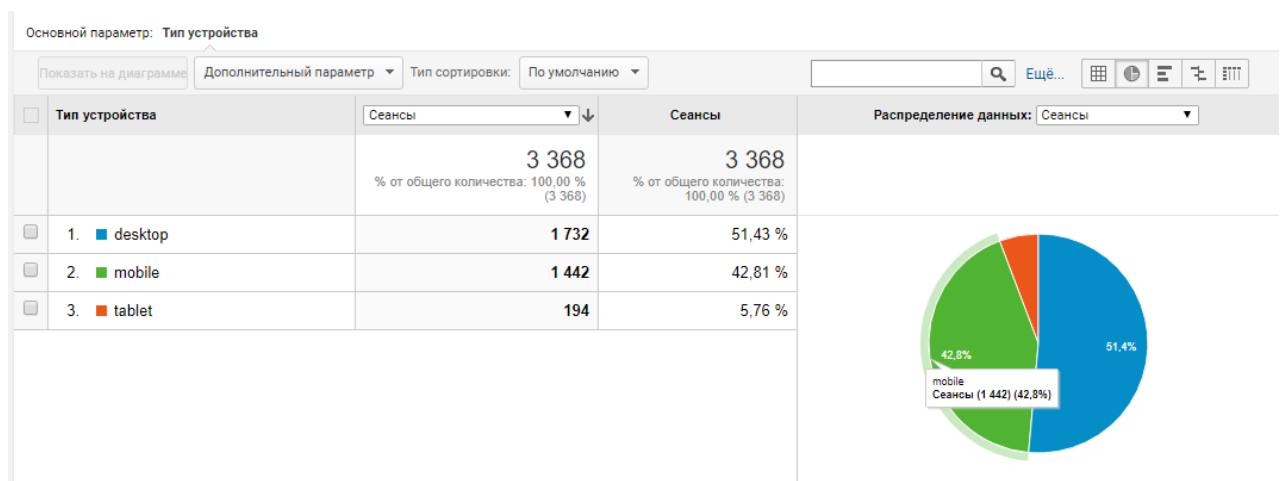 Основной параметр: Тип устройства
Показать на диаграмме Дополнительный параметр Тип сортировки: По умолчанию Ещё...
Тип устройства Сеансы Сеансы Распределение данных: Сеансы
3 368 3 368
% от общего количества: 100,00 % % от общего количества:
(3 368) 100,00 % (3 368)
1. desktop 1 732 51,43 %
2. mobile 1 442 42,81 %
3. tablet 194 5,76 %
51,4%
42,8%
mobile
Сеансы (1 442) (42,8%)